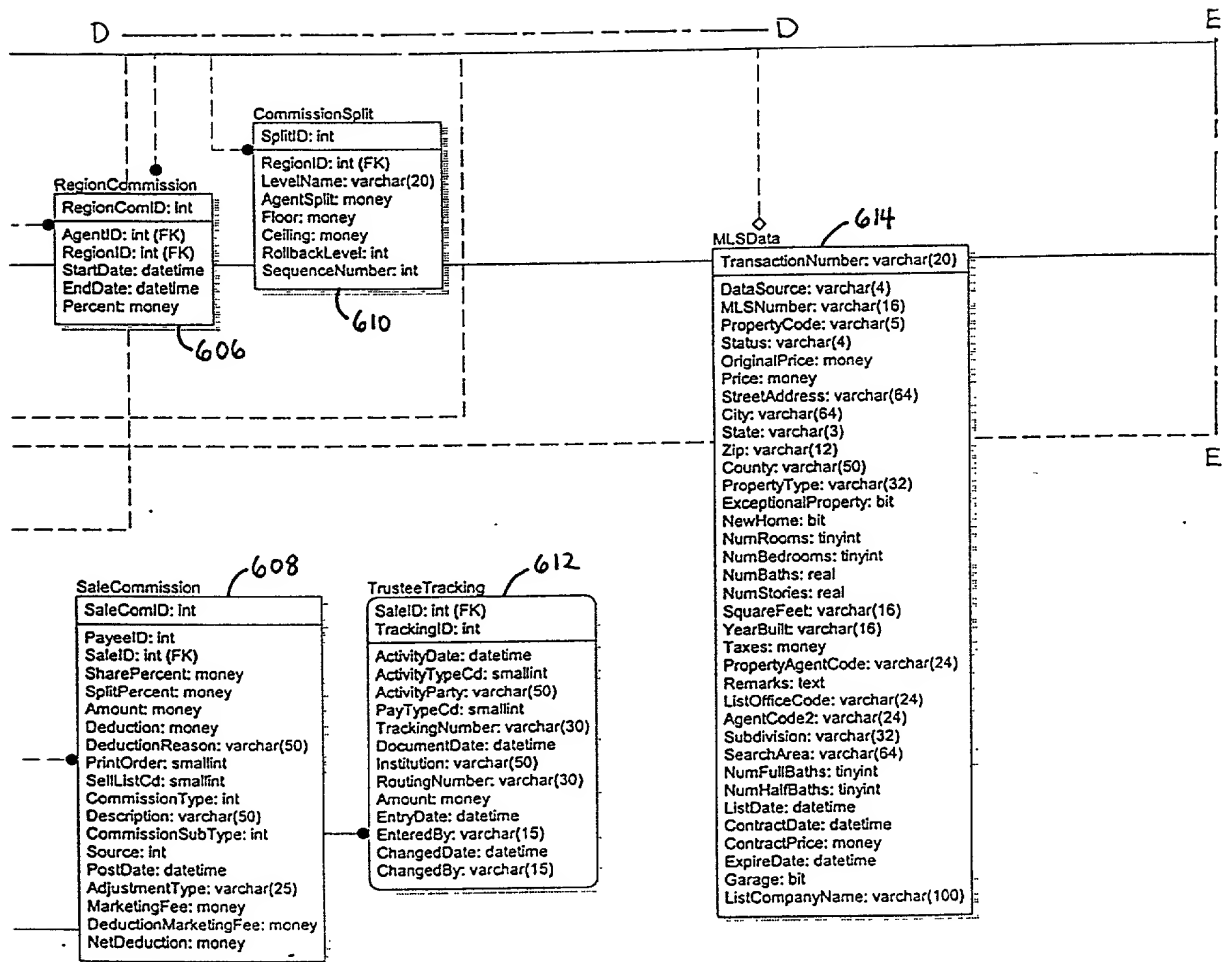 D
D
E
CommissionSplit
SplitID: int
RegionID: int (FK)
LevelName: varchar(20)
AgentSplit: money
Floor: money
Ceiling: money
RollbackLevel: int
SequenceNumber: int
610
RegionCommission
RegionComID: int
AgentID: int (FK)
RegionID: int (FK)
StartDate: datetime
EndDate: datetime
Percent: money
606
614
MLSData
TransactionNumber: varchar(20)
DataSource: varchar(4)
MLSNumber: varchar(16)
PropertyCode: varchar(5)
Status: varchar(4)
OriginalPrice: money
Price: money
StreetAddress: varchar(64)
City: varchar(64)
State: varchar(3)
Zip: varchar(12)
County: varchar(50)
PropertyType: varchar(32)
ExceptionalProperty: bit
NewHome: bit
NumRooms: tinyint
NumBedrooms: tinyint
NumBaths: real
NumStories: real
SquareFeet: varchar(16)
YearBuilt: varchar(16)
Taxes: money
PropertyAgentCode: varchar(24)
Remarks: text
ListOfficeCode: varchar(24)
AgentCode2: varchar(24)
Subdivision: varchar(32)
SearchArea: varchar(64)
NumFullBaths: tinyint
NumHalfBaths: tinyint
ListDate: datetime
ContractDate: datetime
ContractPrice: money
ExpireDate: datetime
Garage: bit
ListCompanyName: varchar(100)
E
608
SaleCommission
SaleComID: int
PayeeID: int
SaleID: int (FK)
SharePercent: money
SplitPercent: money
Amount: money
Deduction: money
DeductionReason: varchar(50)
PrintOrder: smallint
SellListCd: smallint
CommissionType: int
Description: varchar(50)
CommissionSubType: int
Source: int
PostDate: datetime
AdjustmentType: varchar(25)
MarketingFee: money
DeductionMarketingFee: money
NetDeduction: money
612
TrusteeTracking
SaleID: int (FK)
TrackingID: int
ActivityDate: datetime
ActivityTypeCd: smallint
ActivityParty: varchar(50)
PayTypeCd: smallint
TrackingNumber: varchar(30)
DocumentDate: datetime
Institution: varchar(50)
RoutingNumber: varchar(30)
Amount: money
EntryDate: datetime
EnteredBy: varchar(15)
ChangedDate: datetime
ChangedBy: varchar(15)